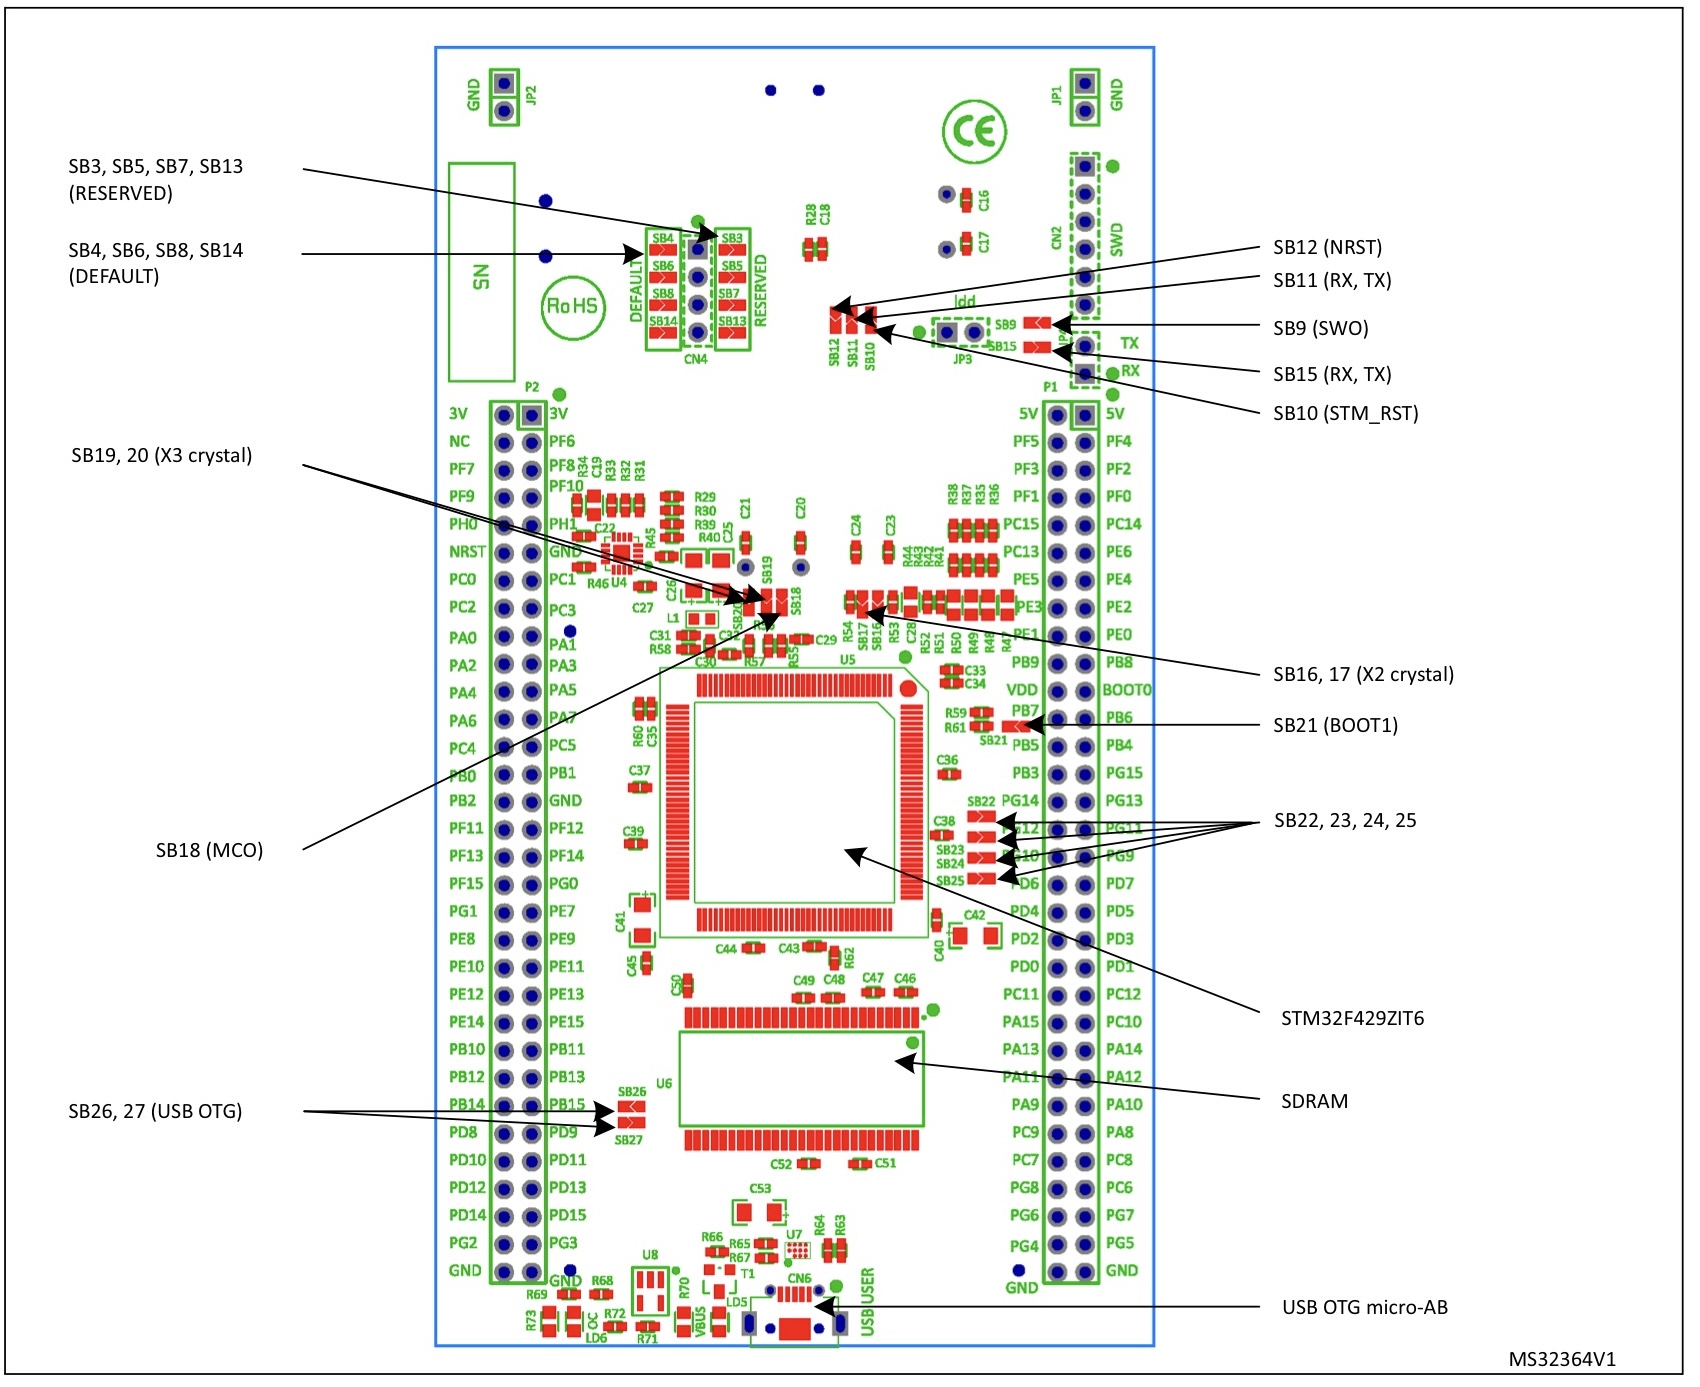 GND
JP2
JP1
GND
CE
SB3, SB5, SB7, SB13
(RESERVED)
SB4, SB6, SB8, SB14
(DEFAULT)
NS
RoHS
DEFAULT
SB4
SB6
SB8
SB14
CN4
SB3
SB5
SB7
SB13
RESERVED
R28
C18
C16
C17
CN2
SWD
SB12
SB11
SB10
Idd
JP3
SB9
SB15
TX
RX
SB12 (NRST)
SB11 (RX, TX)
SB9 (SWO)
SB15 (RX, TX)
SB10 (STM_RST)
P2
P1
3V 3V 5V 5V
NC PF6 PF5 PF4
PF7 PF8 PF3 PF2
PF10
PF9 PF1 PF0
PH0 PH1 PC15 PC14
NRST GND PC13 PE6
PC0 PC1 PE5 PE4
PC2 PC3 PE3 PE2
PA0 PA1 PE1 PE0
PA2 PA3 PB9 PB8
PA4 PA5 VDD BOOT0
PA6 PA7 PB7 PB6
PC4 PC5 PB5 PB4
PB0 PB1 PB3 PG15
PB2 GND PG14 PG13
PF11 PF12 PG12 PG11
PF13 PF14 PG10 PG9
PF15 PG0 PD6 PD7
PG1 PE7 PD4 PD5
PE8 PE9 PD2 PD3
PE10 PE11 PD0 PD1
PE12 PE13 PC11 PC12
PE14 PE15 PA15 PC10
PB10 PB11 PA13 PA14
PB12 PB13 PA11 PA12
PB14 PB15 PA9 PA10
PD8 PD9 PC9 PA8
PD10 PD11 PC7 PC8
PD12 PD13 PG8 PC6
PD14 PD15 PG6 PG7
PG2 PG3 PG4 PG5
GND GND GND GND
SB19, 20 (X3 crystal)
R34
C19
R33
R32
R31
R29
R30
R39
R40
C25
C21
C20
C22
R45
R46
U4
C27
C26
L1
SB20
SB19
SB18
C31
R58
C30
C32
R57
R55
C29
C24
C23
R44
R43
R42
R41
R38
R37
R35
R36
R54
SB17
SB16
R53
C28
R52
R51
R50
R49
R48
U5
C33
C34
R59
R61
SB21
R60
C35
C37
C39
C36
C38
SB22
SB23
SB24
SB25
C41
C45
C44
C43
R62
C40
C42
C50
C49
C48
C47
C46
U6
SB26
SB27
C52
C51
C53
U7
R64
R63
R66
R65
R67
T1
CN6
U8
R69
R68
R70
LD5
R73
OC
LD6
R72
R71
VBUS
USB USER
SB18 (MCO)
SB26, 27 (USB OTG)
SB16, 17 (X2 crystal)
SB21 (BOOT1)
SB22, 23, 24, 25
STM32F429ZIT6
SDRAM
USB OTG micro-AB
MS32364V1